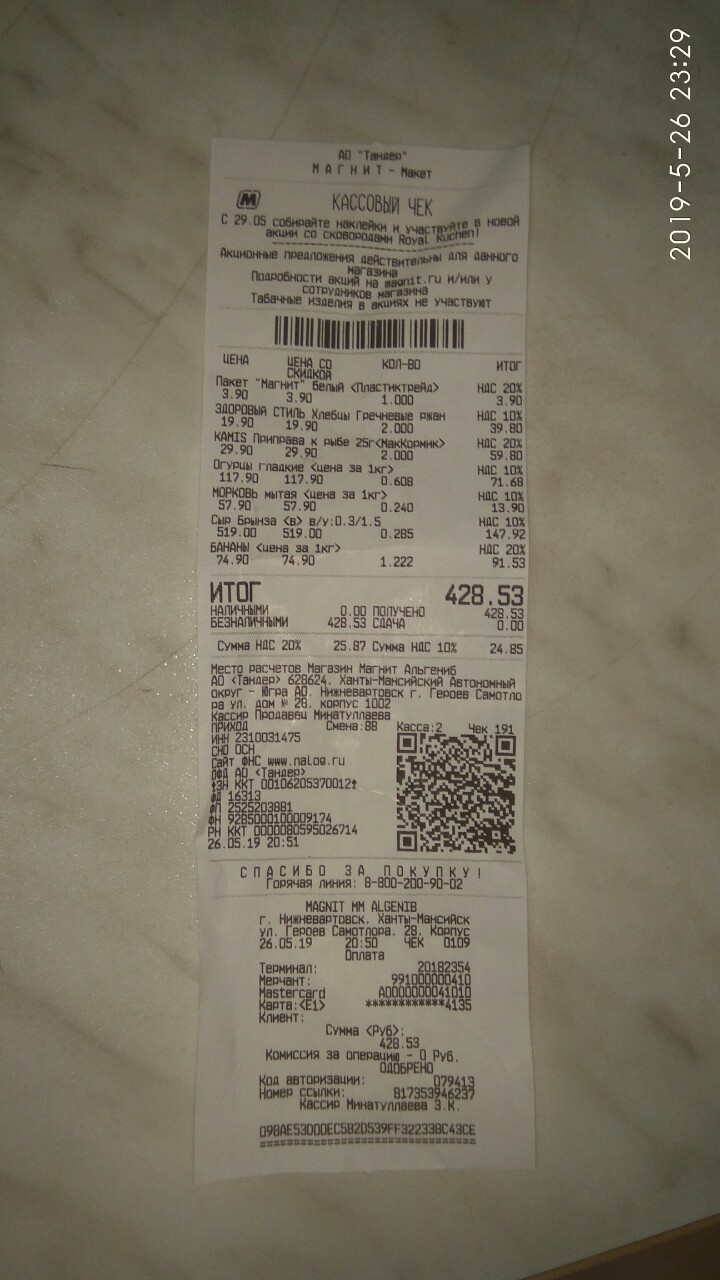 2019-5-26 23:29
АО "Тандер"
МАГНИТ - Макет
КАССОВЫЙ ЧЕК
С 29.05 собирайте наклейки и участвуйте в новой
акции со сковородами Royal Kuchen!
Акционные предложения действительны для данного
магазина
Подробности акций на magnit.ru и/или у
сотрудников магазина
Табачные изделия в акциях не участвуют
ЦЕНА ЦЕНА СО СКИДКОЙ КОЛ-ВО ИТОГ
Пакет "Магнит" белый <Пластиктрейд> НДС 20%
3.90 3.90 1.000 3.90
ЗДОРОВЫЙ СТИЛЬ Хлебцы Гречневые ржан НДС 10%
19.90 19.90 2.000 39.80
KAMIS Приправа к рыбе 25г<МакКормик> НДС 20%
29.90 29.90 2.000 59.80
Огурцы гладкие <цена за 1кг> НДС 10%
117.90 117.90 0.608 71.68
МОРКОВЬ мытая <цена за 1кг> НДС 10%
57.90 57.90 0.240 13.90
Сыр Брынза <в> в/у:0.3/1.5 НДС 10%
519.00 519.00 0.285 147.92
БАНАНЫ <цена за 1кг> НДС 20%
74.90 74.90 1.222 91.53
ИТОГ 428.53
НАЛИЧНЫМИ 0.00 ПОЛУЧЕНО 428.53
БЕЗНАЛИЧНЫМИ 428.53 СДАЧА 0.00
Сумма НДС 20% 25.87 Сумма НДС 10% 24.85
Место расчетов Магазин Магнит Альгениб
АО <Тандер> 628624, Ханты-Мансийский Автономный
округ - Югра АО, Нижневартовск г, Героев Самотло
ра ул, дом № 28, корпус 1002
Кассир Продавец Минатуллаева
ПРИХОД Смена:88 Касса:2 Чек 191
ИНН 2310031475
СНО ОСН
Сайт ФНС www.nalog.ru
ОФД АО <Тандер>
ЗН ККТ 00106205370012
ФД 16313
ФП 2525203881
ФН 9285000100009174
РН ККТ 0000080595026714
26.05.19 20:51
СПАСИБО ЗА ПОКУПКУ!
Горячая линия: 8-800-200-90-02
MAGNIT MM ALGENIB
г. Нижневартовск, Ханты-Мансийск
ул. Героев Самотлора, 28, Корпус
26.05.19 20:50 ЧЕК 0109
Оплата
Терминал: 20182354
Мерчант: 991000000410
Mastercard A0000000041010
Карта:<E1> ************4135
Клиент:
Сумма <Руб>:
428.53
Комиссия за операцию - 0 Руб.
ОДОБРЕНО
Код авторизации: 079413
Номер ссылки: 817353946237
Кассир Минатуллаева З.К.
098AE53D00EC5B2D539FF32233BC43CE